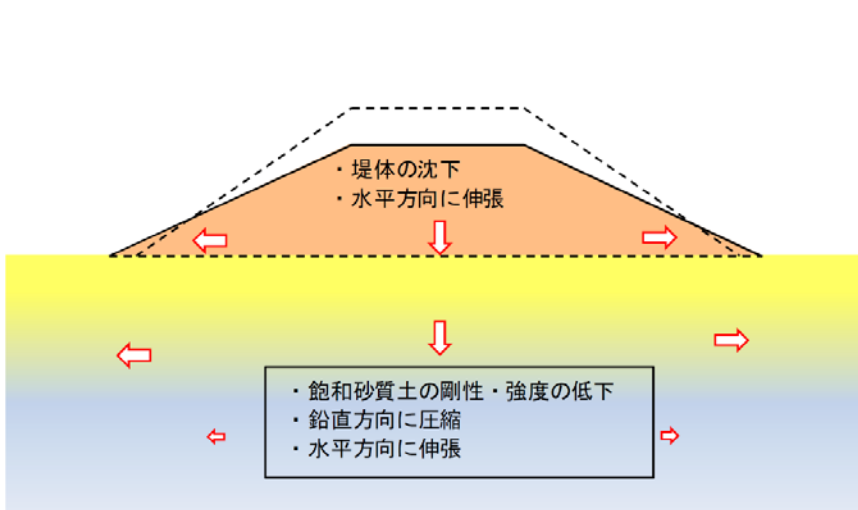 ・堤体の沈下
・水平方向に伸張
・飽和砂質土の剛性・強度の低下
・鉛直方向に圧縮
・水平方向に伸張